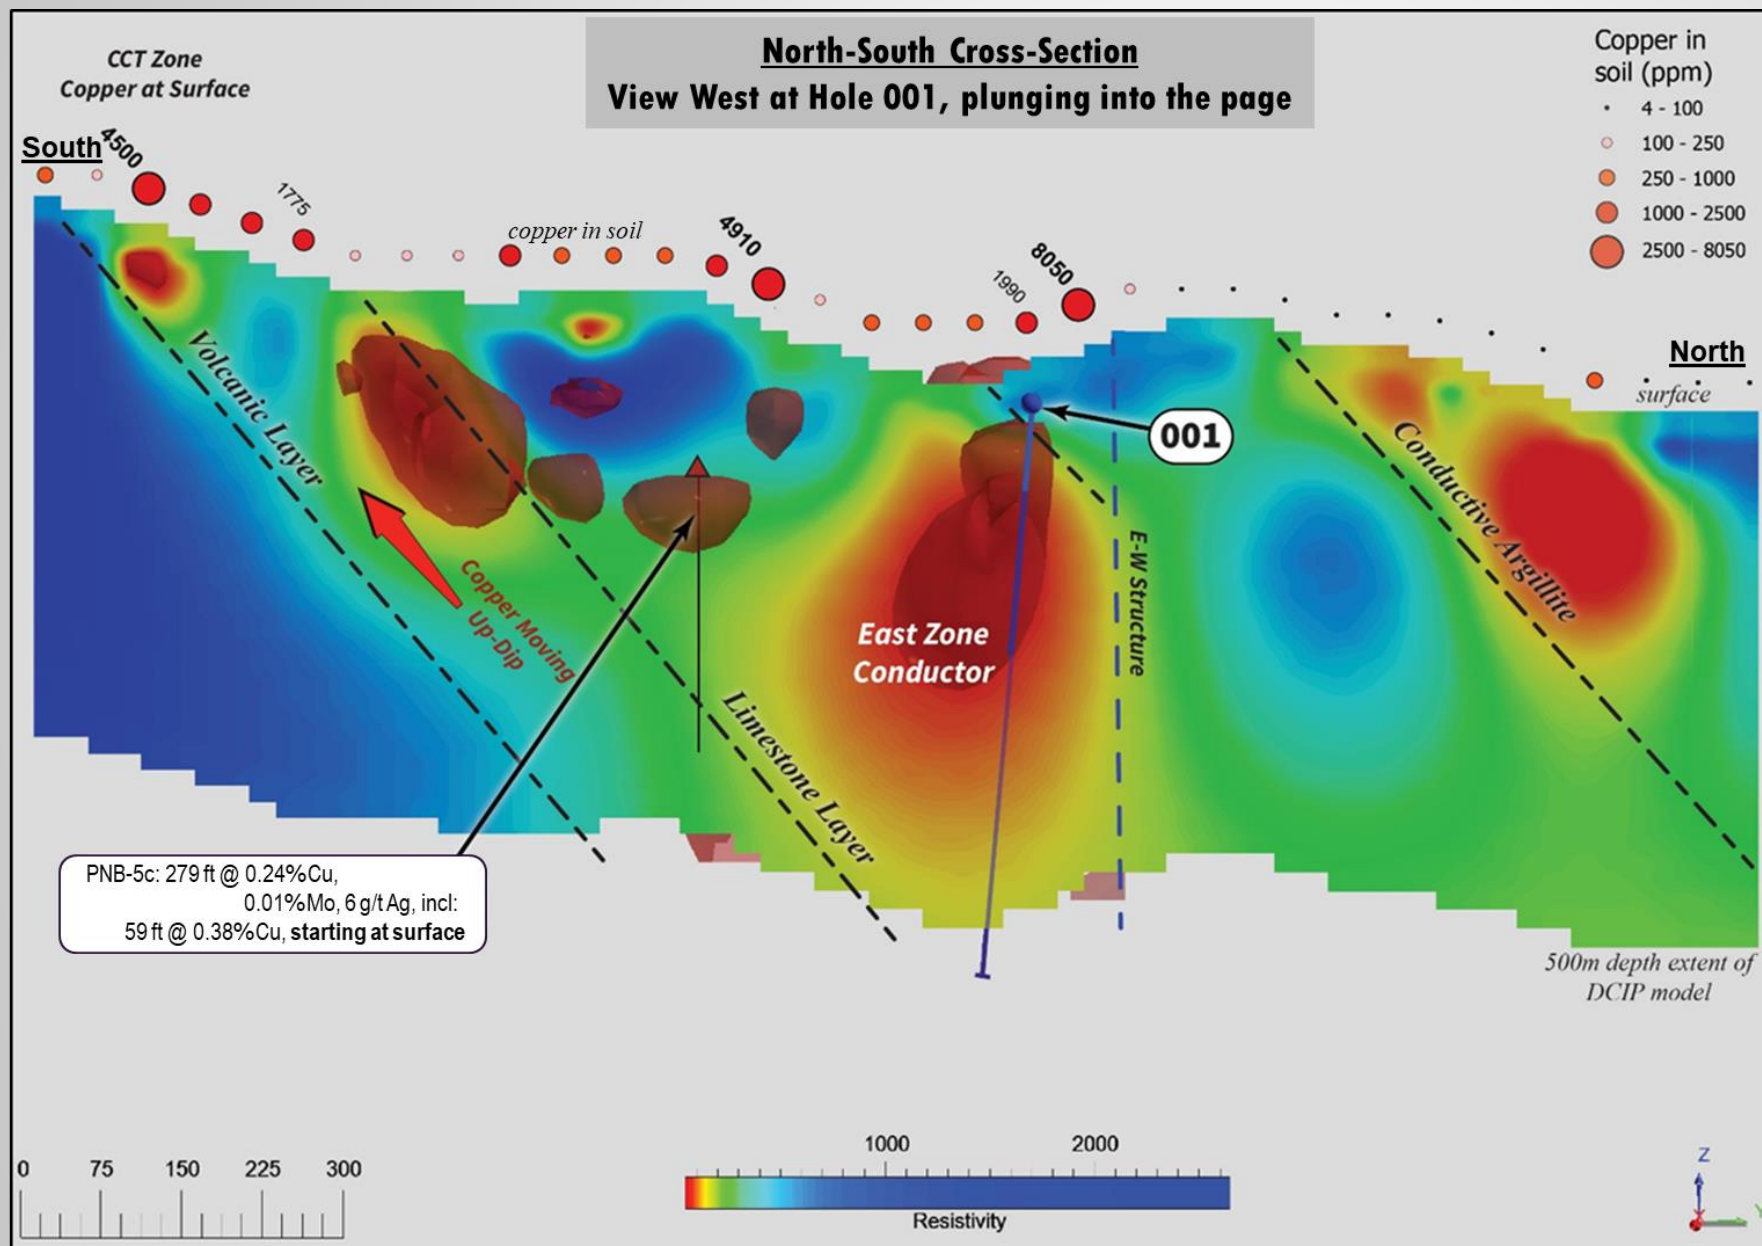 North-South Cross-Section
View West at Hole 001, plunging into the page
CCT Zone
Copper at Surface
Copper in
soil (ppm)
4 - 100
100 - 250
250 - 1000
1000 - 2500
2500 - 8050
South
4500
1775
copper in soil
4910
1990
8050
North
surface
001
Volcanic Layer
Conductive Argillite
E-W Structure
Copper Moving
Up-Dip
East Zone
Conductor
Limestone Layer
PNB-5c: 279 ft @ 0.24%Cu,
0.01%Mo, 6 g/t Ag, incl:
59 ft @ 0.38%Cu, starting at surface
500m depth extent of
DCIP model
0 75 150 225 300
1000 2000
Resistivity
Z
X
Y